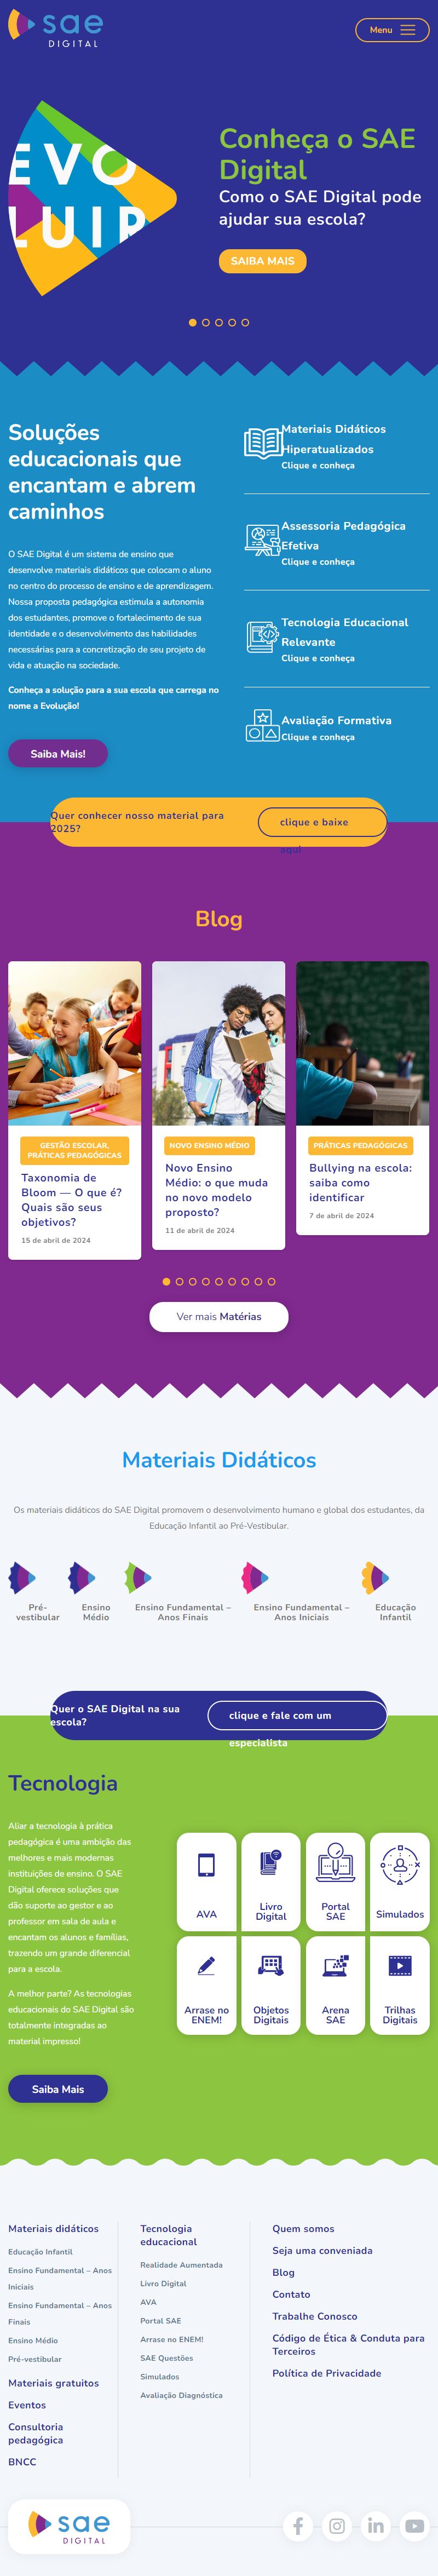 sae
DIGITAL
Menu
EVO
LUIR
Conheça o SAE
Digital
Como o SAE Digital pode
ajudar sua escola?
SAIBA MAIS
Soluções
educacionais que
encantam e abrem
caminhos
O SAE Digital é um sistema de ensino que
desenvolve materiais didáticos que colocam o aluno
no centro do processo de ensino e de aprendizagem.
Nossa proposta pedagógica estimula a autonomia
dos estudantes, promove o fortalecimento de sua
identidade e o desenvolvimento das habilidades
necessárias para a concretização de seu projeto de
vida e atuação na sociedade.
Conheça a solução para a sua escola que carrega no
nome a Evolução!
Saiba Mais!
Materiais Didáticos
Hiperatualizados
Clique e conheça
Assessoria Pedagógica
Efetiva
Clique e conheça
Tecnologia Educacional
Relevante
Clique e conheça
Avaliação Formativa
Clique e conheça
Quer conhecer nosso material para
2025?
clique e baixe
aqui
Blog
GESTÃO ESCOLAR,
PRÁTICAS PEDAGÓGICAS
Taxonomia de
Bloom — O que é?
Quais são seus
objetivos?
15 de abril de 2024
NOVO ENSINO MÉDIO
Novo Ensino
Médio: o que muda
no novo modelo
proposto?
11 de abril de 2024
PRÁTICAS PEDAGÓGICAS
Bullying na escola:
saiba como
identificar
7 de abril de 2024
Ver mais Matérias
Materiais Didáticos
Os materiais didáticos do SAE Digital promovem o desenvolvimento humano e global dos estudantes, da
Educação Infantil ao Pré-Vestibular.
Pré-
vestibular
Ensino
Médio
Ensino Fundamental –
Anos Finais
Ensino Fundamental –
Anos Iniciais
Educação
Infantil
Quer o SAE Digital na sua
escola?
clique e fale com um
especialista
Tecnologia
Aliar a tecnologia à prática
pedagógica é uma ambição das
melhores e mais modernas
instituições de ensino. O SAE
Digital oferece soluções que
dão suporte ao gestor e ao
professor em sala de aula e
encantam os alunos e famílias,
trazendo um grande diferencial
para a escola.
A melhor parte? As tecnologias
educacionais do SAE Digital são
totalmente integradas ao
material impresso!
Saiba Mais
AVA
Livro
Digital
Portal
SAE
Simulados
Arrase no
ENEM!
Objetos
Digitais
Arena
SAE
Trilhas
Digitais
Materiais didáticos
Educação Infantil
Ensino Fundamental – Anos
Iniciais
Ensino Fundamental – Anos
Finais
Ensino Médio
Pré-vestibular
Materiais gratuitos
Eventos
Consultoria
pedagógica
BNCC
Tecnologia
educacional
Realidade Aumentada
Livro Digital
AVA
Portal SAE
Arrase no ENEM!
SAE Questões
Simulados
Avaliação Diagnóstica
Quem somos
Seja uma conveniada
Blog
Contato
Trabalhe Conosco
Código de Ética & Conduta para
Terceiros
Política de Privacidade
sae
DIGITAL